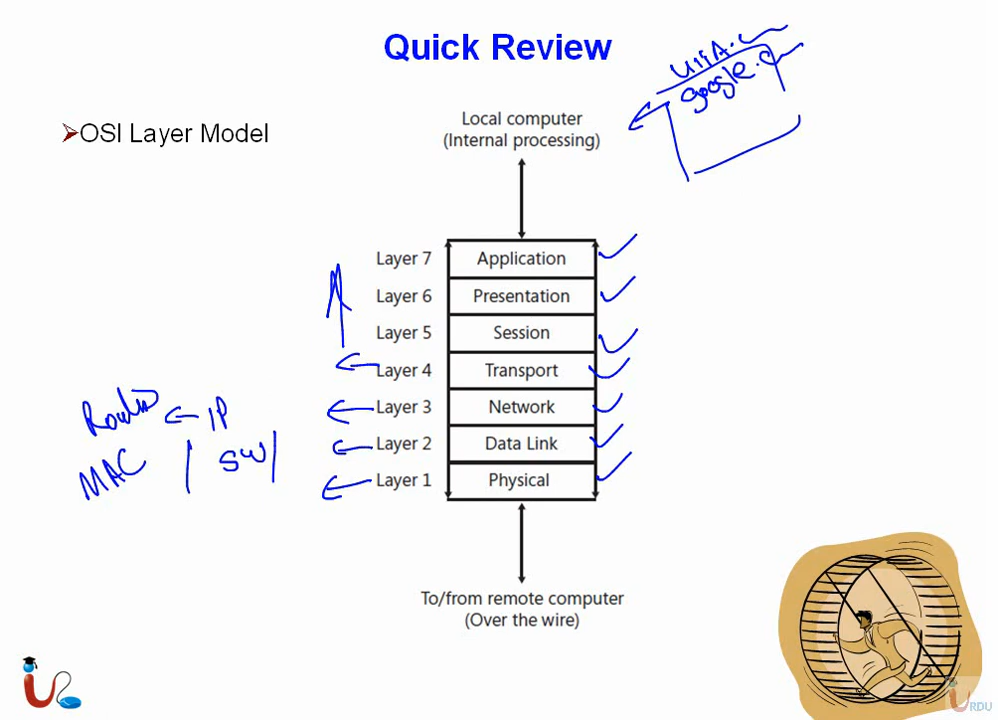 Quick Review
google.
OSI Layer Model
Local computer
(Internal processing)
Layer 7 Application
Layer 6 Presentation
Layer 5 Session
Layer 4 Transport
Layer 3 Network
Layer 2 Data Link
Layer 1 Physical
IP
MAC SW
To/from remote computer
(Over the wire)
URDU